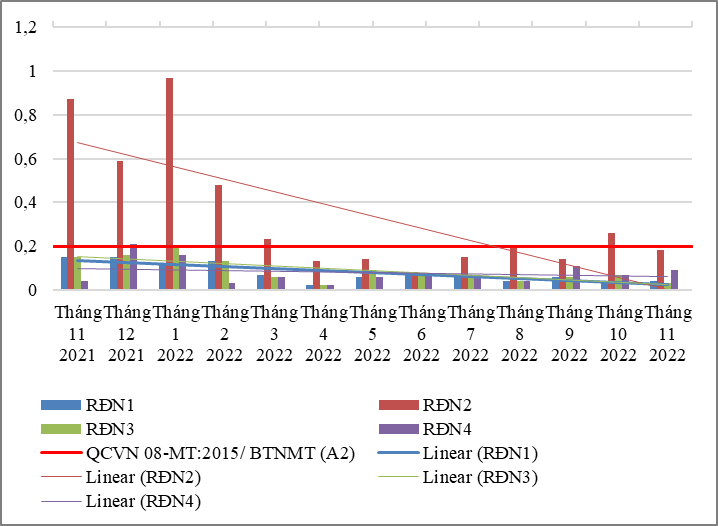 1,2
1
0,8
0,6
0,4
0,2
0
Tháng Tháng Tháng Tháng Tháng Tháng Tháng Tháng Tháng Tháng Tháng Tháng Tháng
11 12 1 2 3 4 5 6 7 8 9 10 11
2021 2021 2022 2022 2022 2022 2022 2022 2022 2022 2022 2022 2022
RĐN1 RĐN2
RĐN3 RĐN4
QCVN 08-MT:2015/ BTNMT (A2) Linear (RĐN1)
Linear (RĐN2) Linear (RĐN3)
Linear (RĐN4)